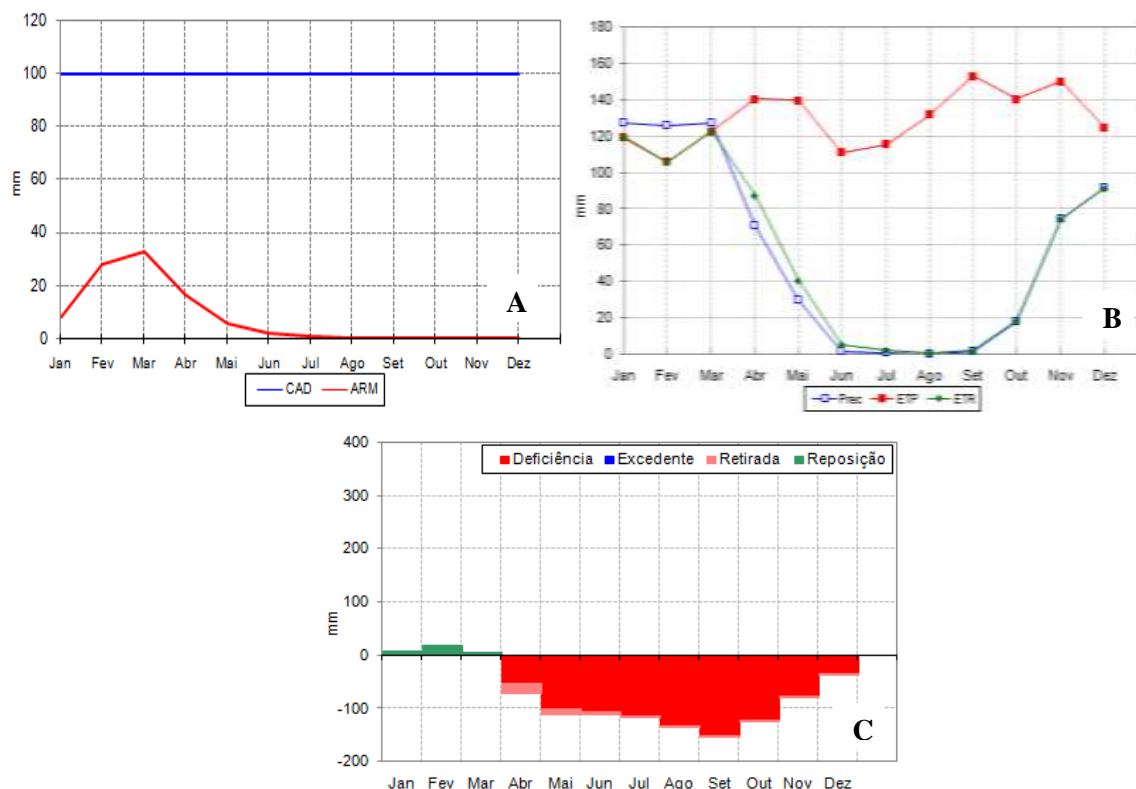 120
100
80
60
40
20
0
mm
Jan Fev Mar Abr Mai Jun Jul Ago Set Out Nov Dez
CAD ARM
A
180
160
140
120
100
80
60
40
20
0
mm
Jan Fev Mar Abr Mai Jun Jul Ago Set Out Nov Dez
Prec ETP ETR
B
400
300
200
100
0
-100
-200
mm
Deficiência Excedente Retirada Reposição
Jan Fev Mar Abr Mai Jun Jul Ago Set Out Nov Dez
C